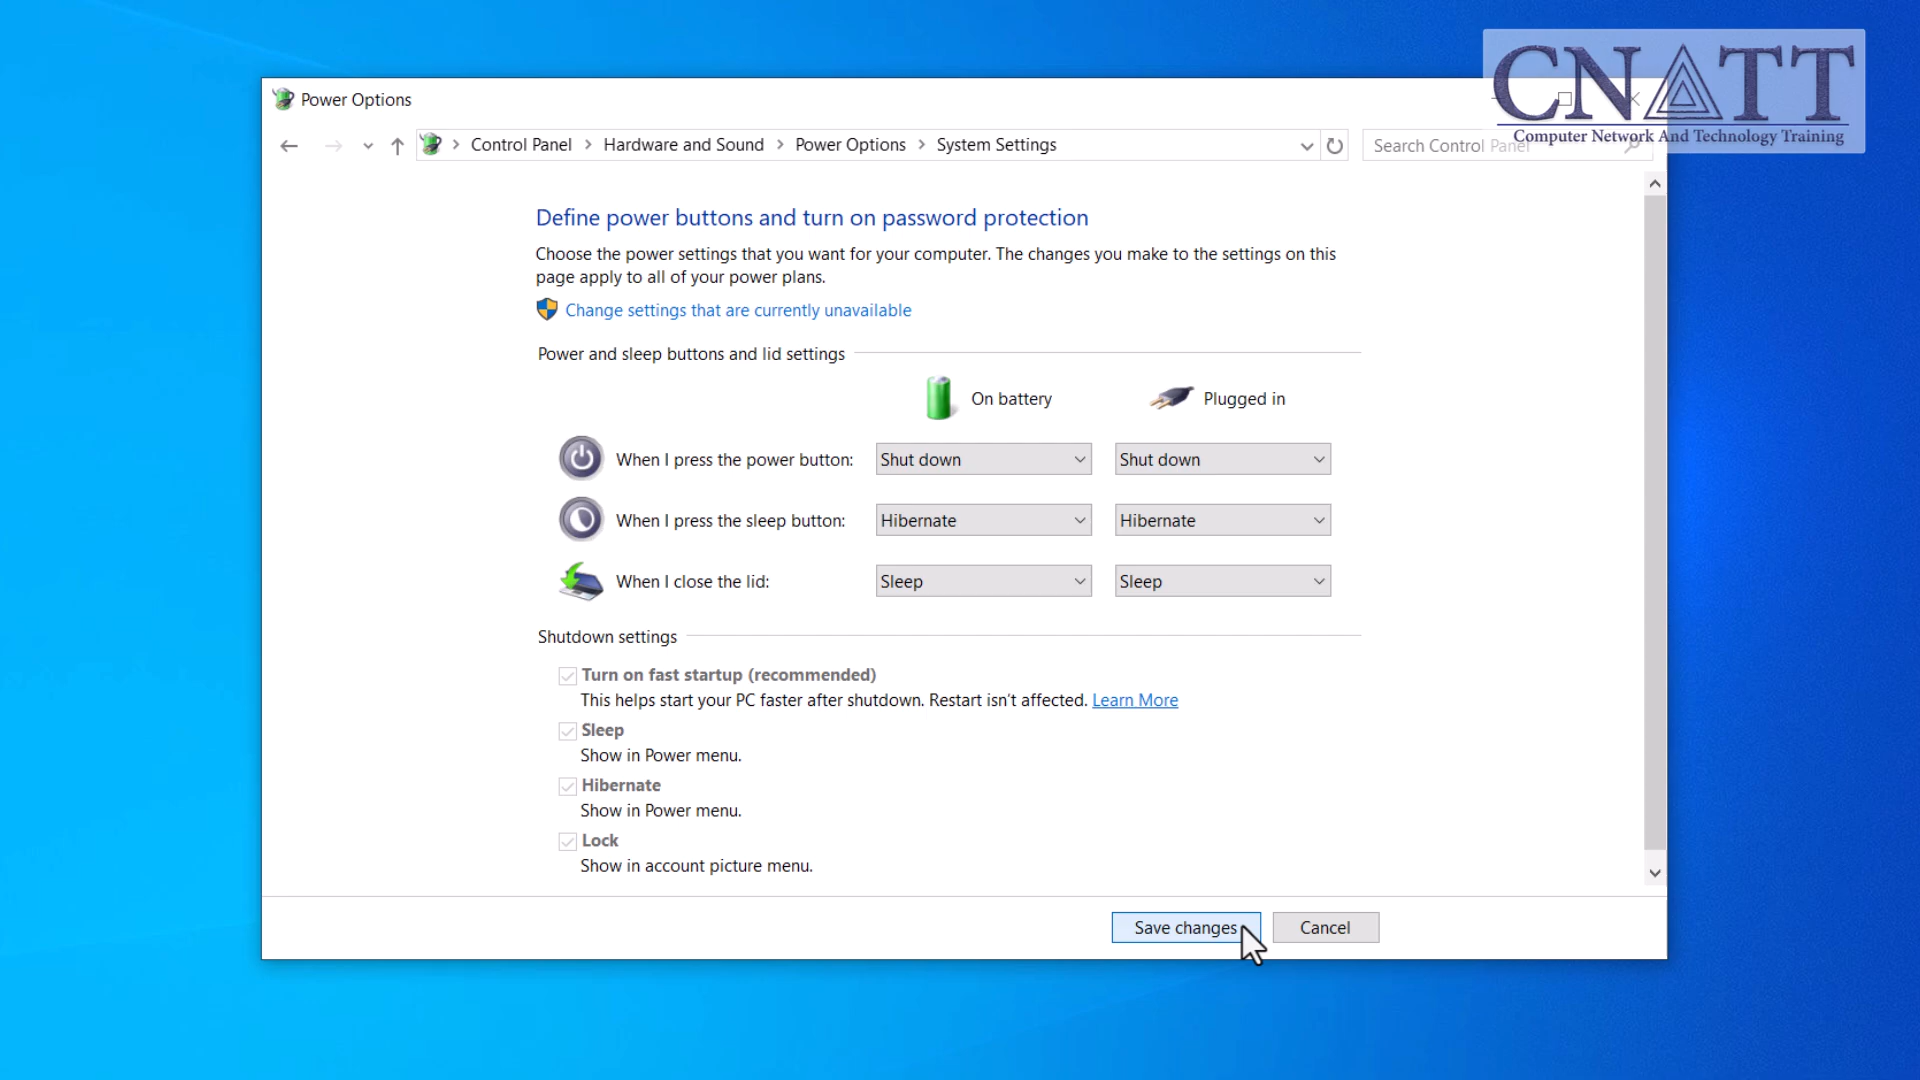 CNATT
Computer Network And Technology Training
Power Options
Control Panel > Hardware and Sound > Power Options > System Settings
Search Control Panel
Define power buttons and turn on password protection
Choose the power settings that you want for your computer. The changes you make to the settings on this
page apply to all of your power plans.
Change settings that are currently unavailable
Power and sleep buttons and lid settings
On battery Plugged in
When I press the power button: Shut down Shut down
When I press the sleep button: Hibernate Hibernate
When I close the lid: Sleep Sleep
Shutdown settings
Turn on fast startup (recommended)
This helps start your PC faster after shutdown. Restart isn't affected. Learn More
Sleep
Show in Power menu.
Hibernate
Show in Power menu.
Lock
Show in account picture menu.
Save changes Cancel